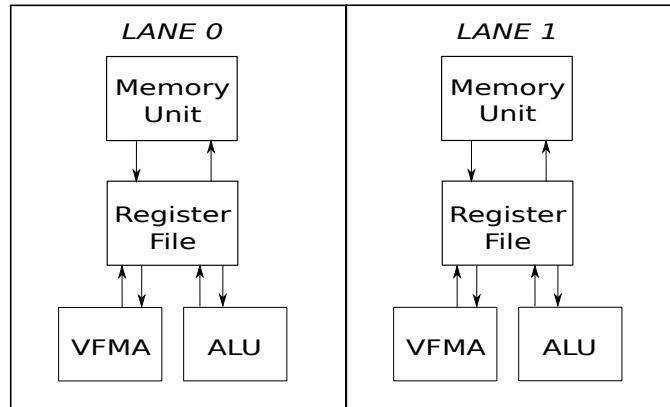 LANE 0
Memory
Unit
Register
File
VFMA
ALU
LANE 1
Memory
Unit
Register
File
VFMA
ALU